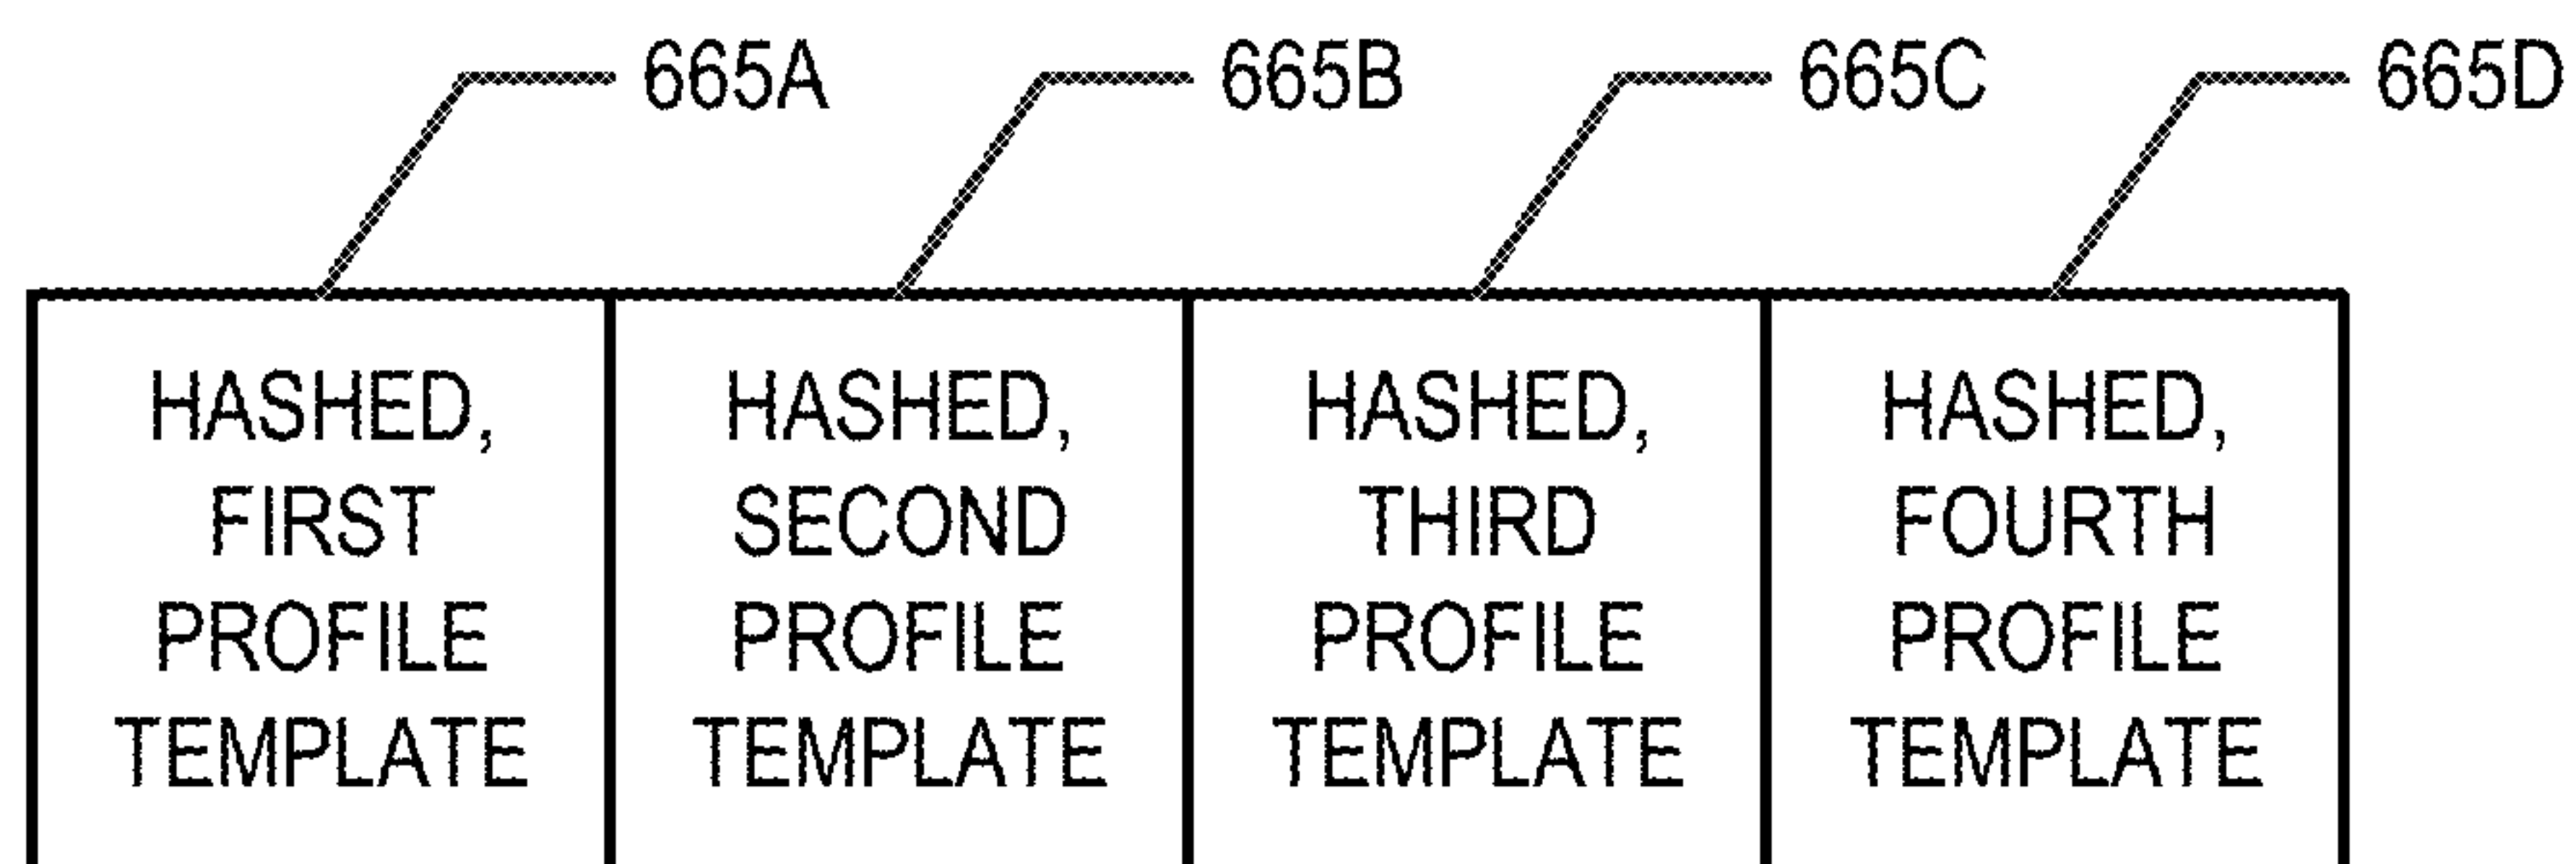 665A
665B
665C
665D
HASHED,
FIRST
PROFILE
TEMPLATE
HASHED,
SECOND
PROFILE
TEMPLATE
HASHED,
THIRD
PROFILE
TEMPLATE
HASHED,
FOURTH
PROFILE
TEMPLATE